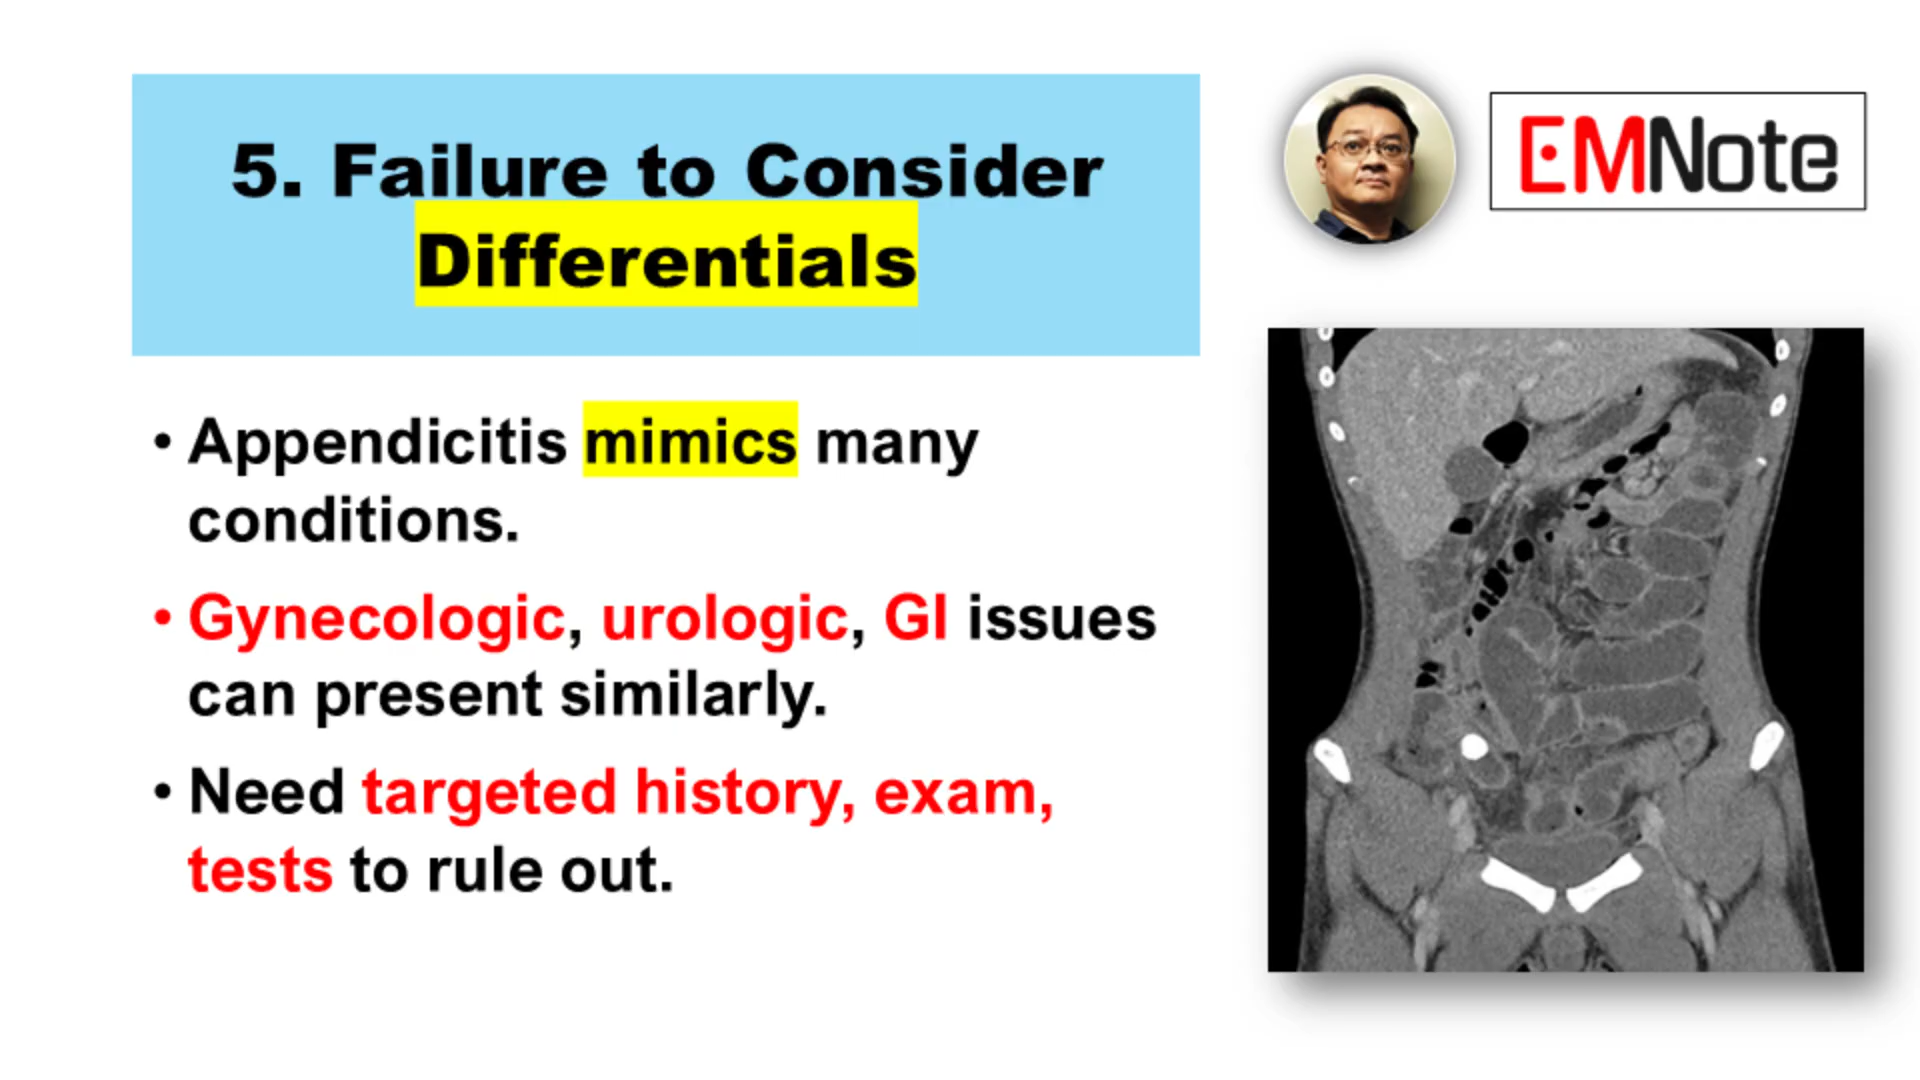 5. Failure to Consider
Differentials
EMNote
• Appendicitis mimics many
conditions.
• Gynecologic, urologic, GI issues
can present similarly.
• Need targeted history, exam,
tests to rule out.